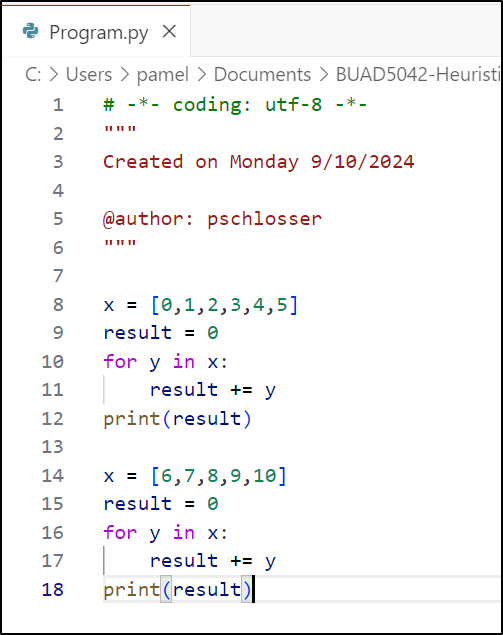 Program.py ×
C: > Users > pamel > Documents > BUAD5042-Heuristi
1 # -*- coding: utf-8 -*-
2 """
3 Created on Monday 9/10/2024
4
5 @author: pschlosser
6 """
7
8 x = [0,1,2,3,4,5]
9 result = 0
10 for y in x:
11     result += y
12 print(result)
13
14 x = [6,7,8,9,10]
15 result = 0
16 for y in x:
17     result += y
18 print(result)